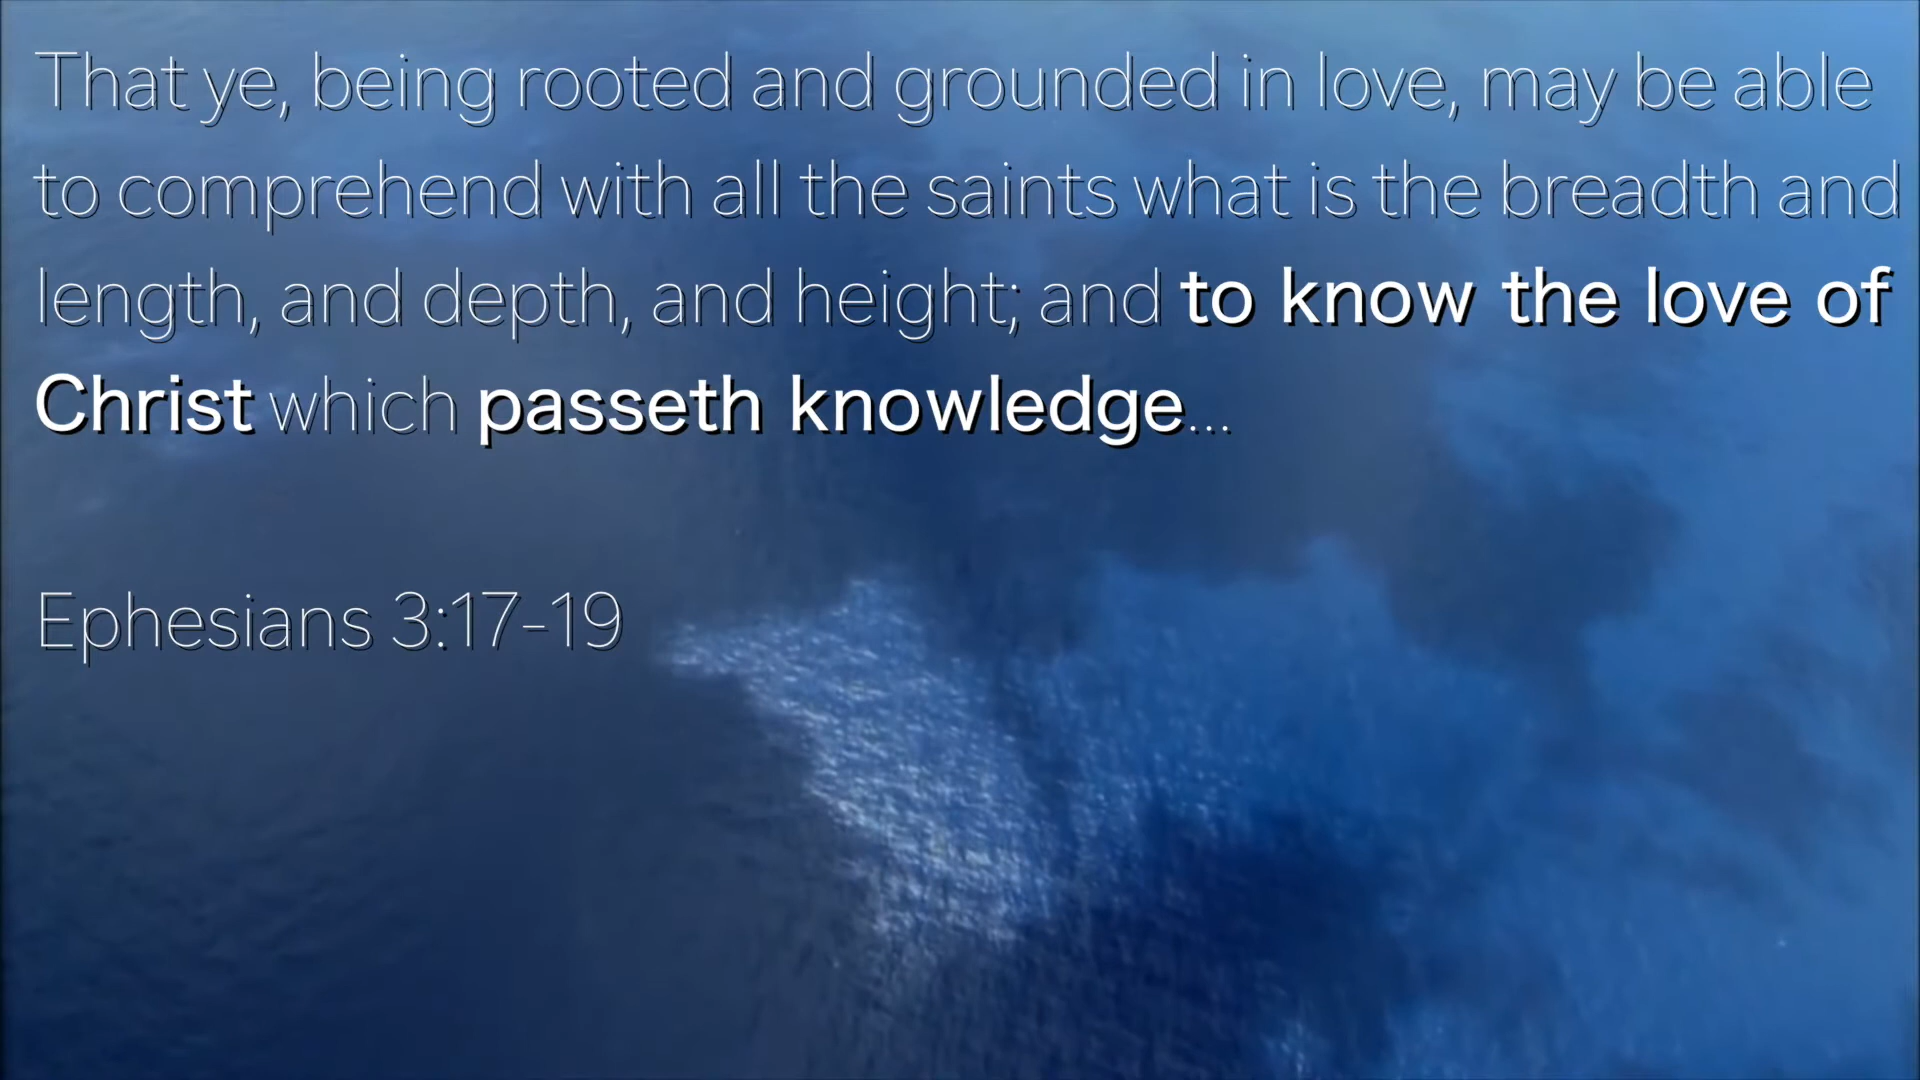 That ye, being rooted and grounded in love, may be able
to comprehend with all the saints what is the breadth and
length, and depth, and height; and to know the love of
Christ which passeth knowledge...
Ephesians 3:17-19